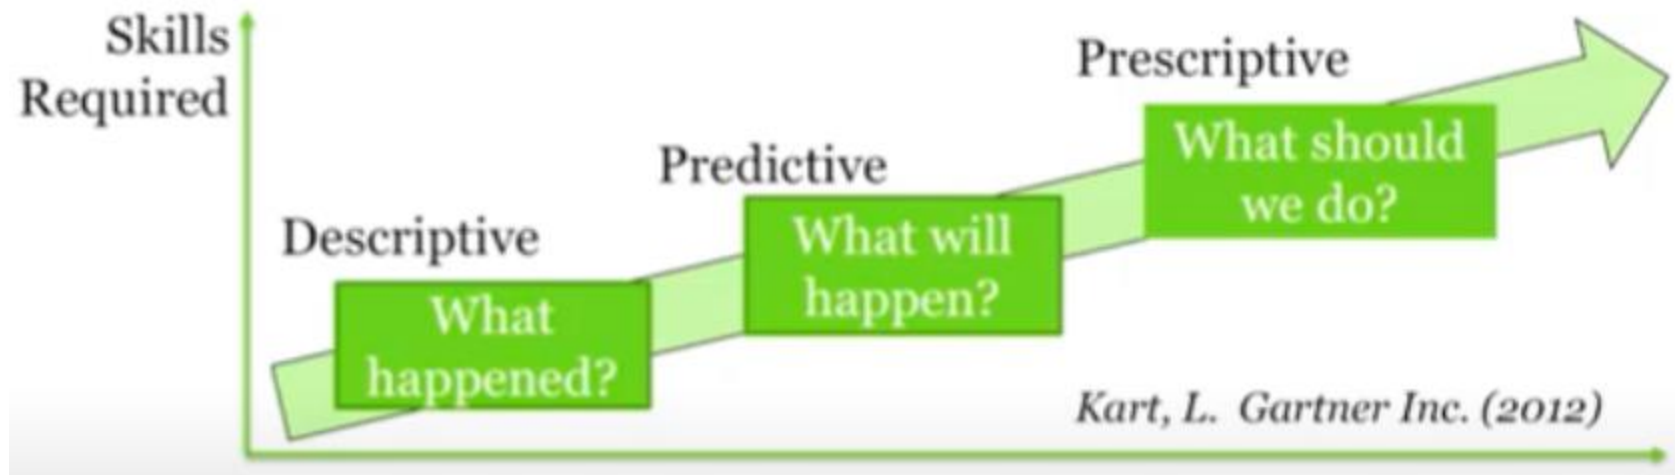 Skills
Required
Prescriptive
What should
we do?
Predictive
What will
happen?
Descriptive
What
happened?
Kart, L. Gartner Inc. (2012)